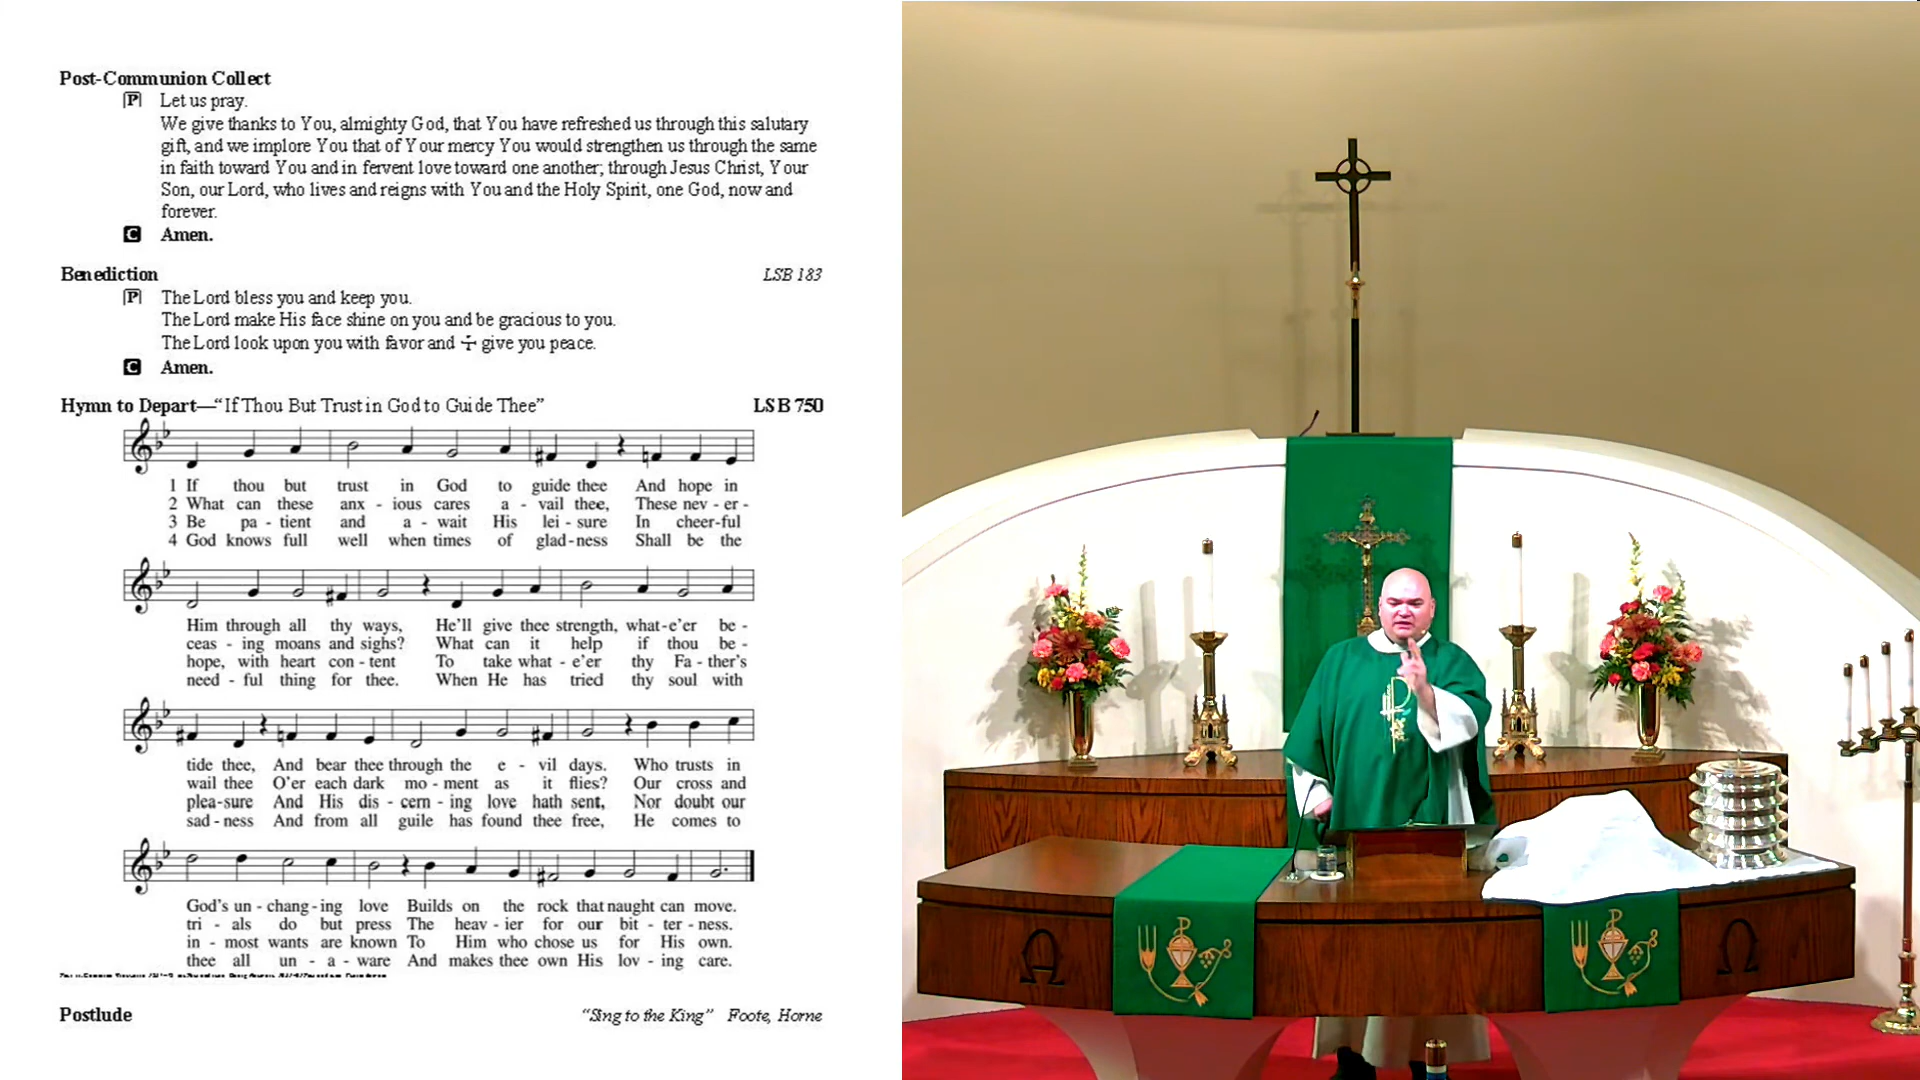 Post-Communion Collect
P Let us pray.
We give thanks to You, almighty God, that You have refreshed us through this salutary
gift, and we implore You that of Your mercy You would strengthen us through the same
in faith toward You and in fervent love toward one another; through Jesus Christ, Your
Son, our Lord, who lives and reigns with You and the Holy Spirit, one God, now and
forever.
C Amen.
Benediction LSB 183
P The Lord bless you and keep you.
The Lord make His face shine on you and be gracious to you.
The Lord look upon you with favor and ☩ give you peace.
C Amen.
Hymn to Depart—“If Thou But Trust in God to Guide Thee” LSB 750
1 If thou but trust in God to guide thee And hope in
2 What can these anx - ious cares a - vail thee, These nev - er -
3 Be pa - tient and a - wait His lei - sure In cheer-ful
4 God knows full well when times of glad-ness Shall be the
Him through all thy ways, He'll give thee strength, what-e'er be -
ceas - ing moans and sighs? What can it help if thou be -
hope, with heart con - tent To take what - e'er thy Fa - ther's
need - ful thing for thee. When He has tried thy soul with
tide thee, And bear thee through the e - vil days. Who trusts in
wail thee O'er each dark mo - ment as it flies? Our cross and
plea-sure And His dis - cern - ing love hath sent, Nor doubt our
sad - ness And from all guile has found thee free, He comes to
God's un - chang - ing love Builds on the rock that naught can move.
tri - als do but press The heav - ier for our bit - ter - ness.
in - most wants are known To Him who chose us for His own.
thee all un - a - ware And makes thee own His lov - ing care.
Postlude “Sing to the King” Foote, Horne
Α Ω